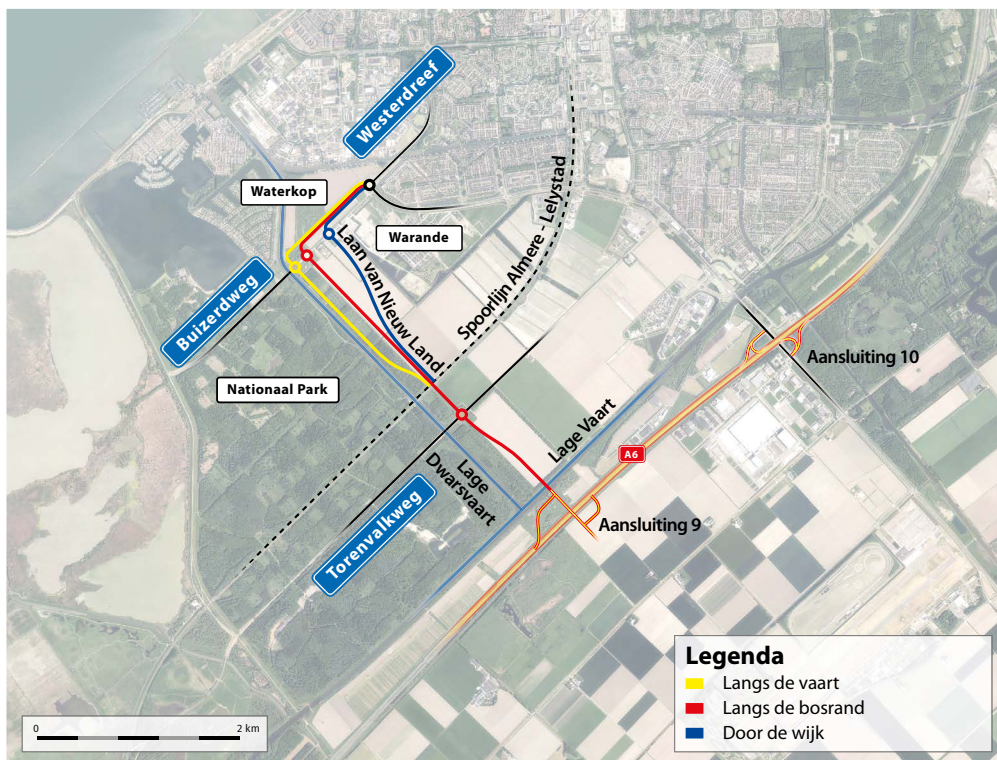 Westerdreef
Waterkop
Warande
Laan van Nieuw Land
Spoorlijn Almere - Lelystad
Buizerdweg
Nationaal Park
Aansluiting 10
Lage Vaart
A6
Lage
Dwarsvaart
Torenvalkweg
Aansluiting 9
Legenda
Langs de vaart
Langs de bosrand
Door de wijk
0 2 km